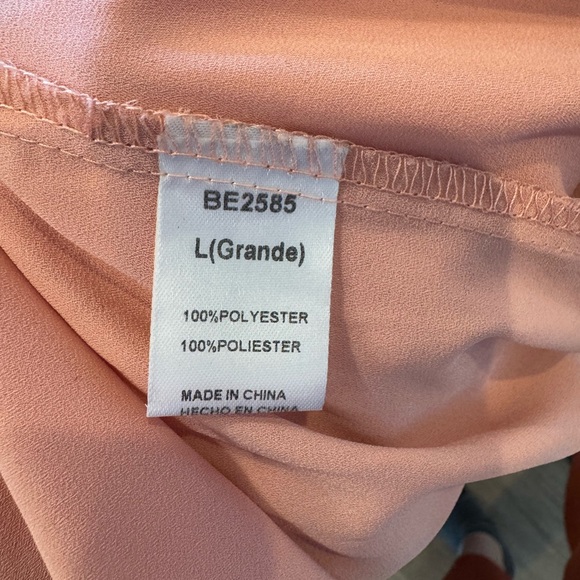 BE2585
L(Grande)
100%POLYESTER
100%POLIESTER
MADE IN CHINA
HECHO EN CHINA